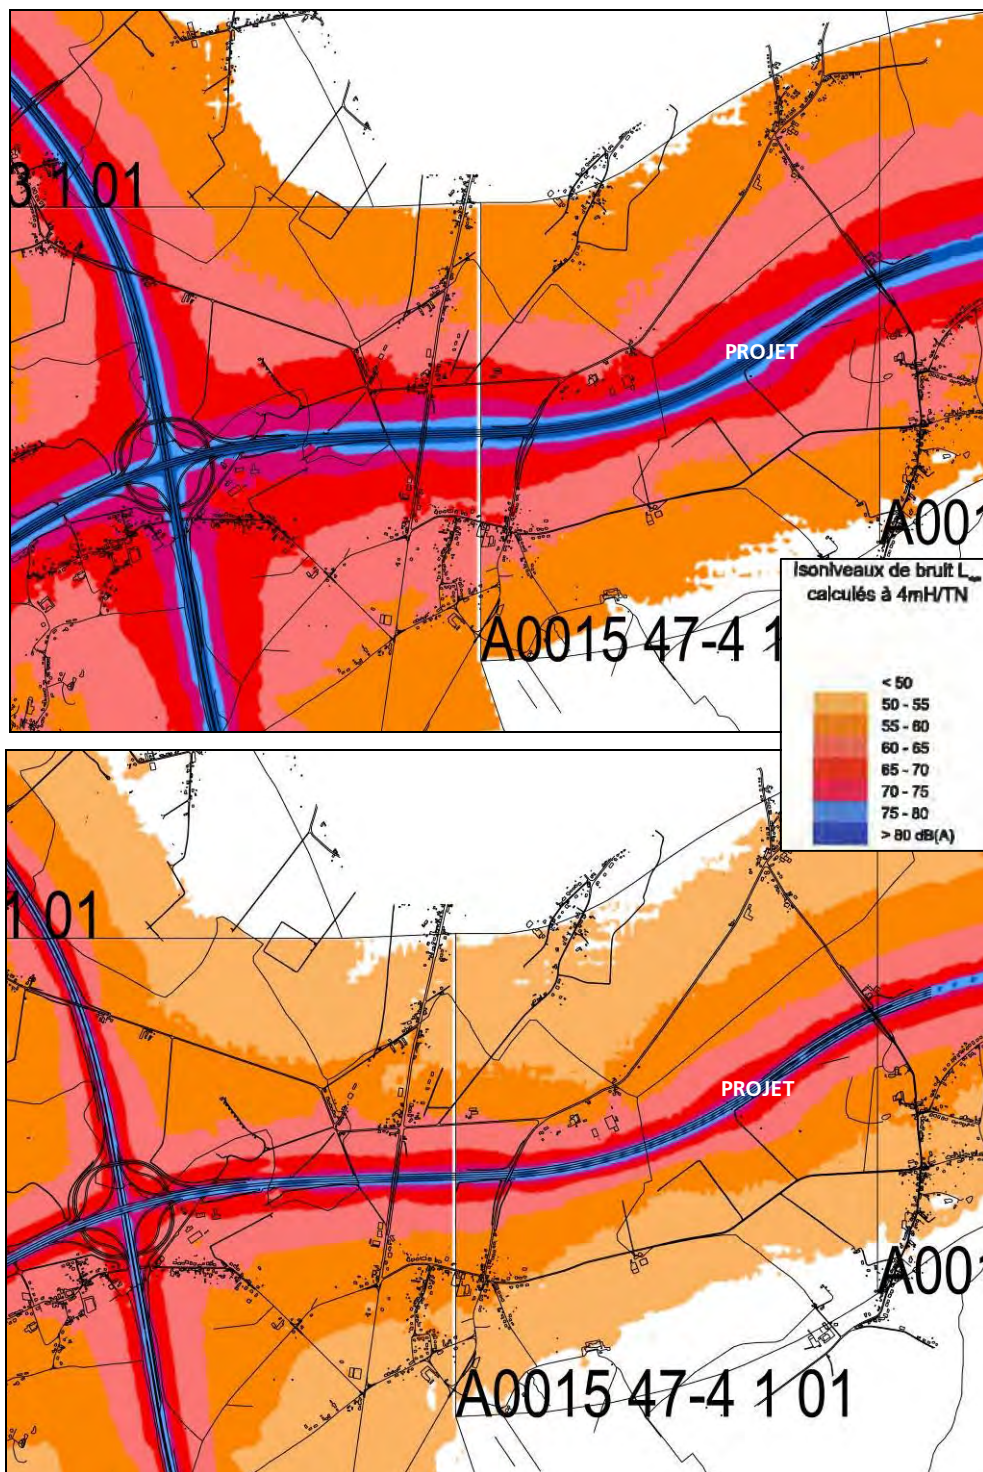 3 1 01
PROJET
A001
Isoniveaux de bruit L
calculés à 4mH/TN
A0015 47-4 1
< 50
50 - 55
55 - 60
60 - 65
65 - 70
70 - 75
75 - 80
> 80 dB(A)
1 01
PROJET
A001
A0015 47-4 1 01